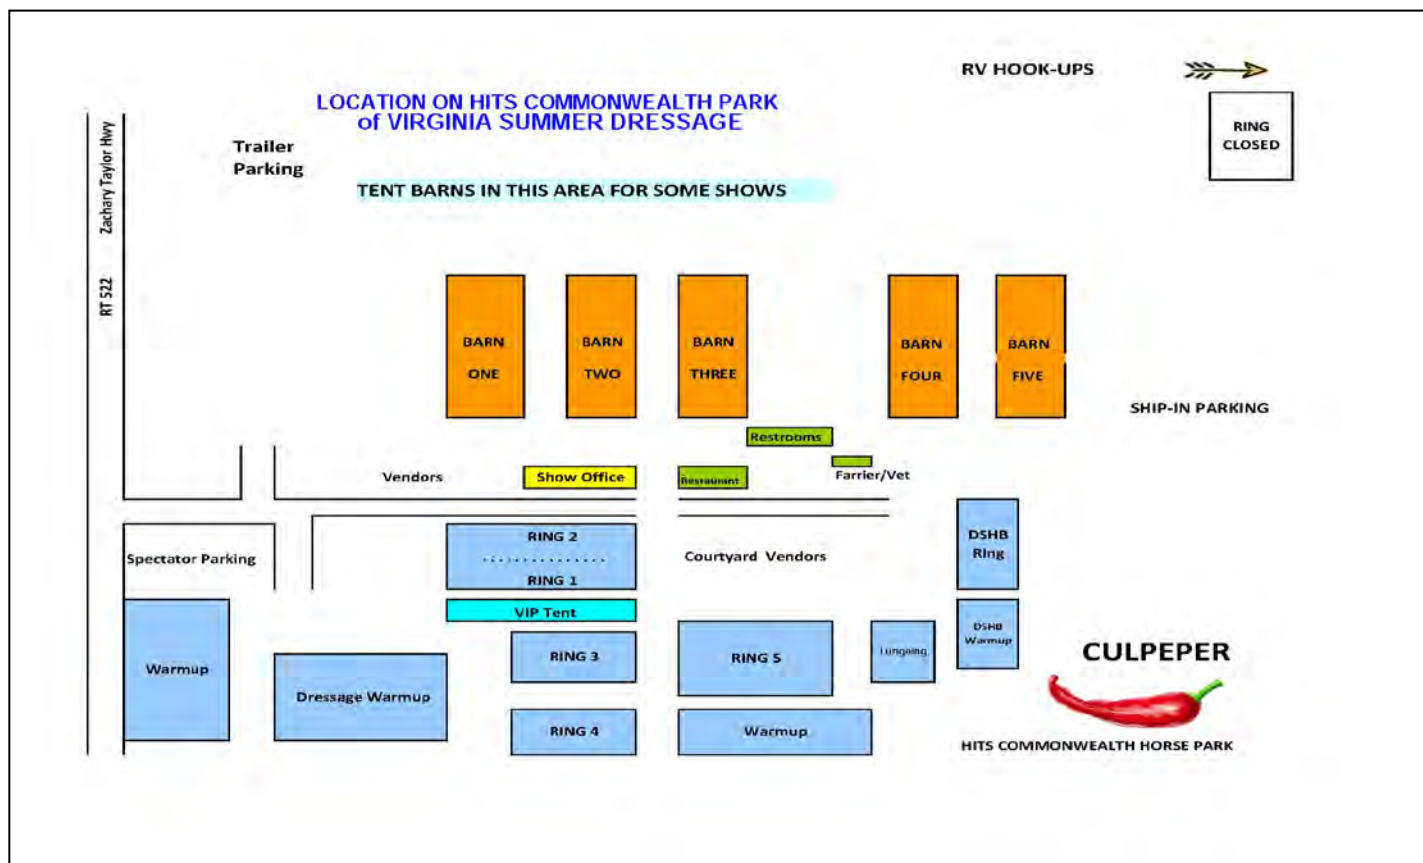 RV HOOK-UPS
LOCATION ON HITS COMMONWEALTH PARK
of VIRGINIA SUMMER DRESSAGE
RING
CLOSED
Trailer
Parking
TENT BARNS IN THIS AREA FOR SOME SHOWS
RT 522 Zachary Taylor Hwy
BARN
ONE
BARN
TWO
BARN
THREE
BARN
FOUR
BARN
FIVE
SHIP-IN PARKING
Restrooms
Vendors
Show Office
Restaurant
Farrier/Vet
Spectator Parking
RING 2
RING 1
Courtyard Vendors
DSHB
RIng
VIP Tent
Warmup
Dressage Warmup
RING 3
RING 5
Lungeing
DSHB
Warmup
CULPEPER
RING 4
Warmup
HITS COMMONWEALTH HORSE PARK